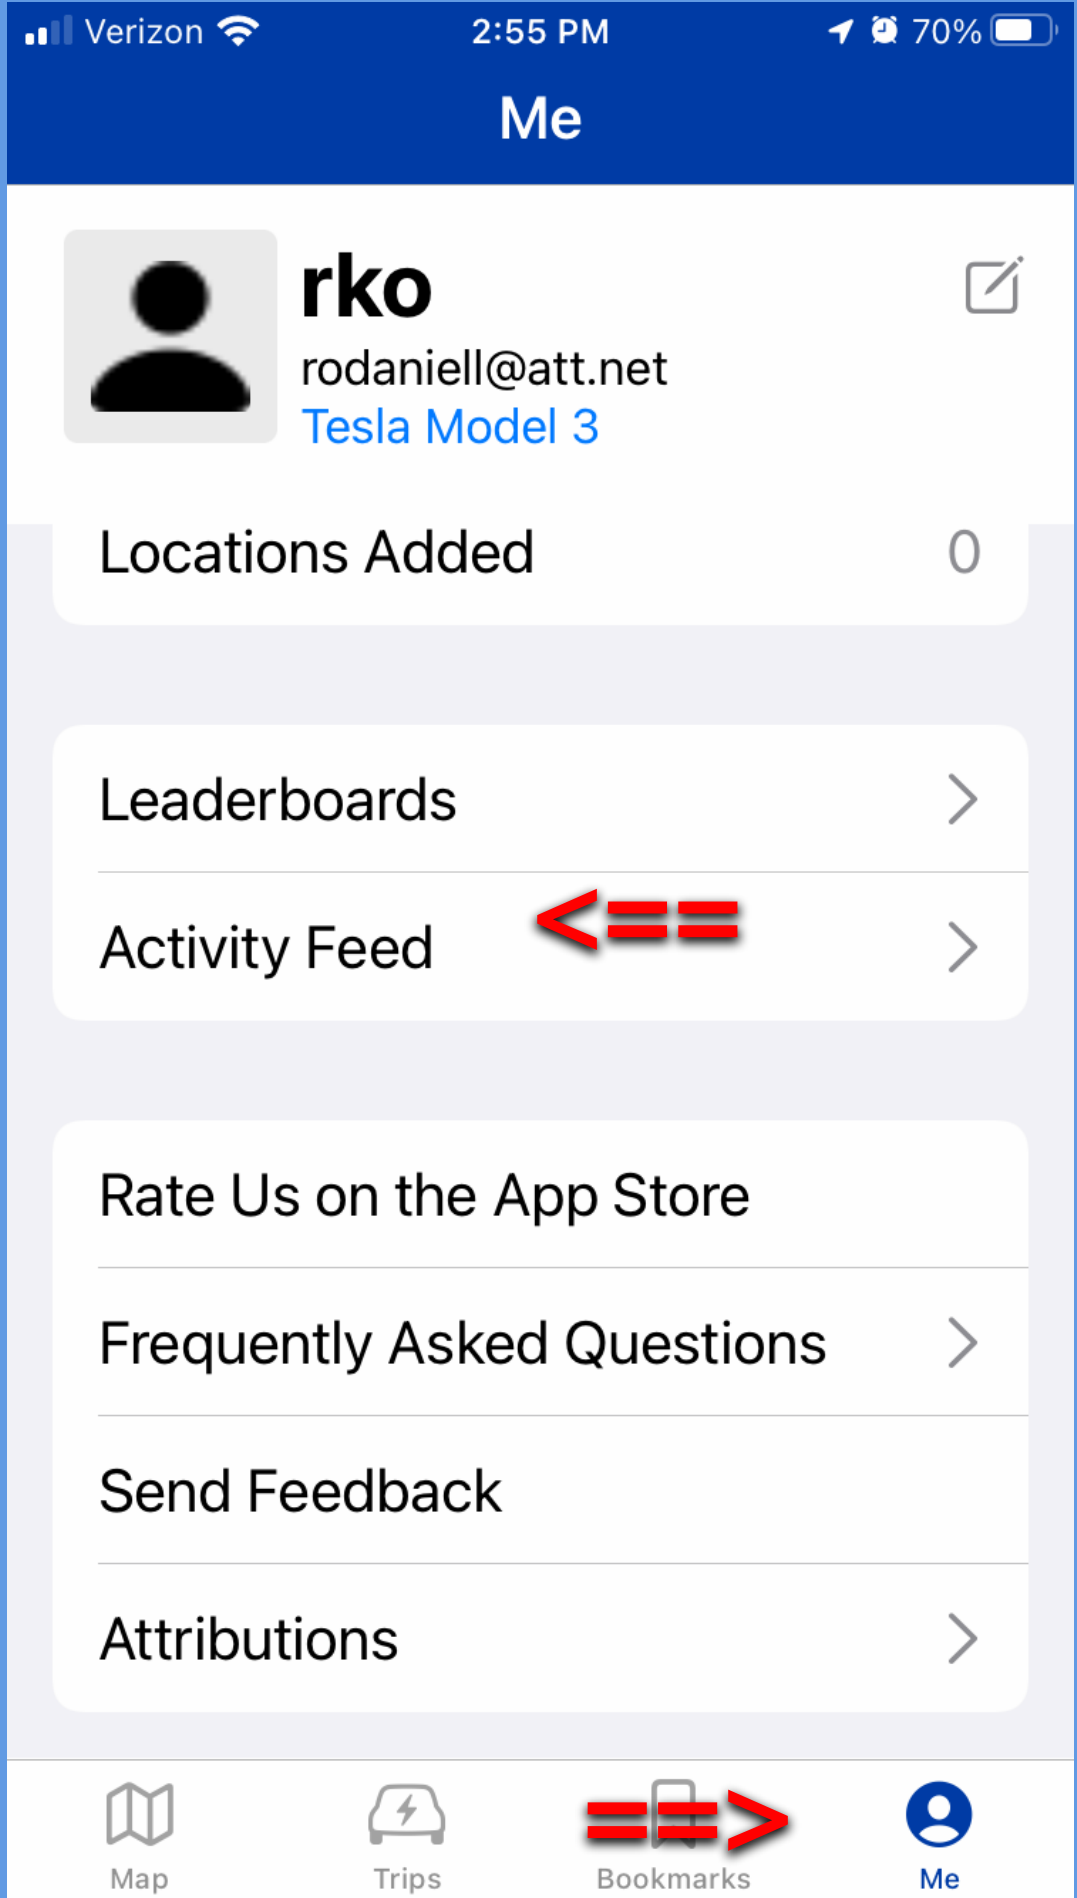 Verizon 2:55 PM 70%
Me
rko
rodaniell@att.net
Tesla Model 3
Locations Added 0
Leaderboards
Activity Feed <==
Rate Us on the App Store
Frequently Asked Questions
Send Feedback
Attributions
==>
Map Trips Bookmarks Me